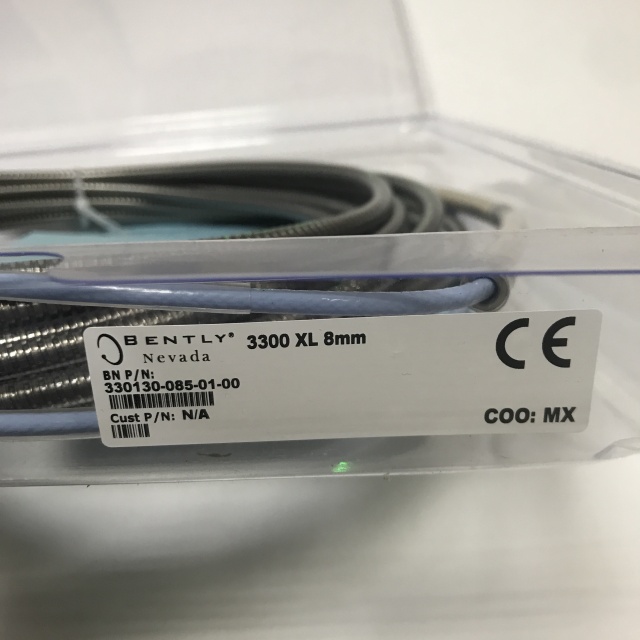 BENTLY® 3300 XL 8mm
Nevada
BN P/N:
330130-085-01-00
Cust P/N: N/A
CE
COO: MX